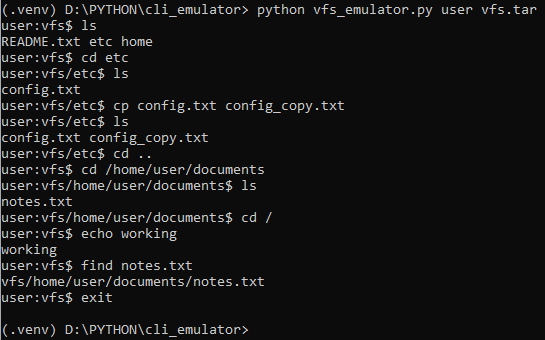 (.venv) D:\PYTHON\cli_emulator> python vfs_emulator.py user vfs.tar
user:vfs$ ls
README.txt etc home
user:vfs$ cd etc
user:vfs/etc$ ls
config.txt
user:vfs/etc$ cp config.txt config_copy.txt
user:vfs/etc$ ls
config.txt config_copy.txt
user:vfs/etc$ cd ..
user:vfs$ cd /home/user/documents
user:vfs/home/user/documents$ ls
notes.txt
user:vfs/home/user/documents$ cd /
user:vfs$ echo working
working
user:vfs$ find notes.txt
vfs/home/user/documents/notes.txt
user:vfs$ exit
(.venv) D:\PYTHON\cli_emulator>